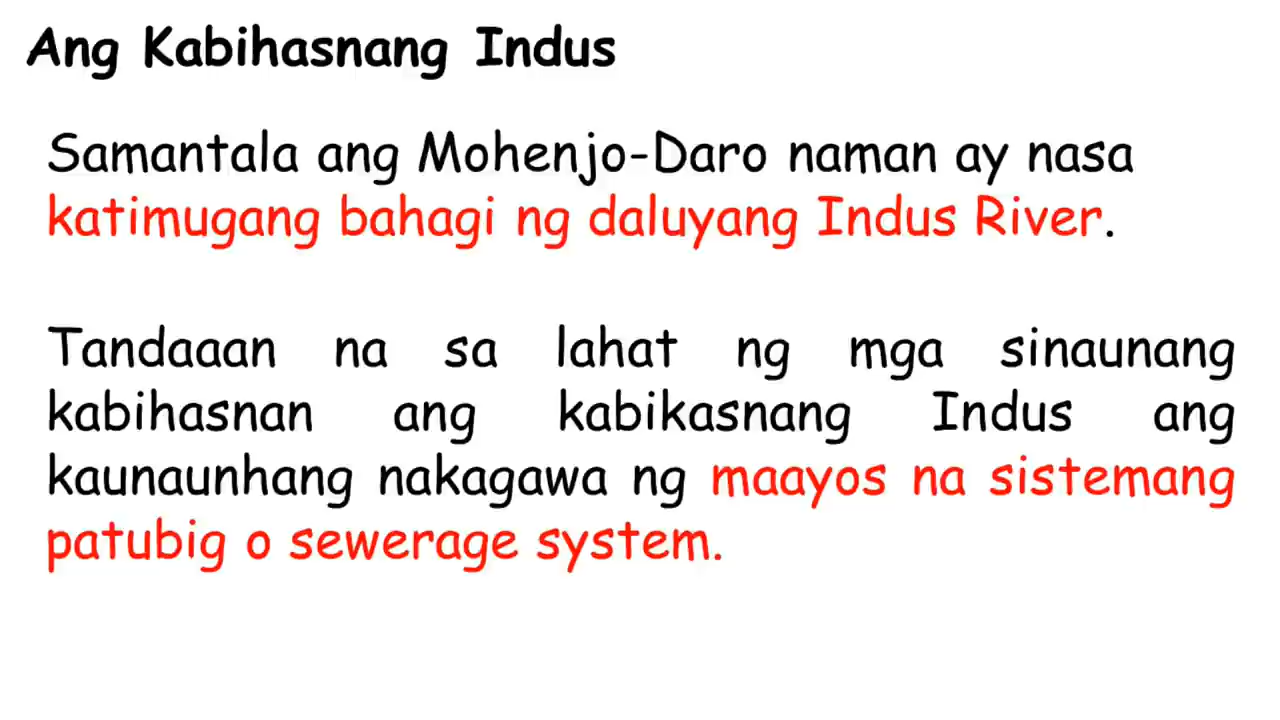 Ang Kabihasnang Indus
Samantala ang Mohenjo-Daro naman ay nasa
katimugang bahagi ng daluyang Indus River.
Tandaaan na sa lahat ng mga sinaunang
kabihasnan ang kabikasnang Indus ang
kaunaunhang nakagawa ng maayos na sistemang
patubig o sewerage system.